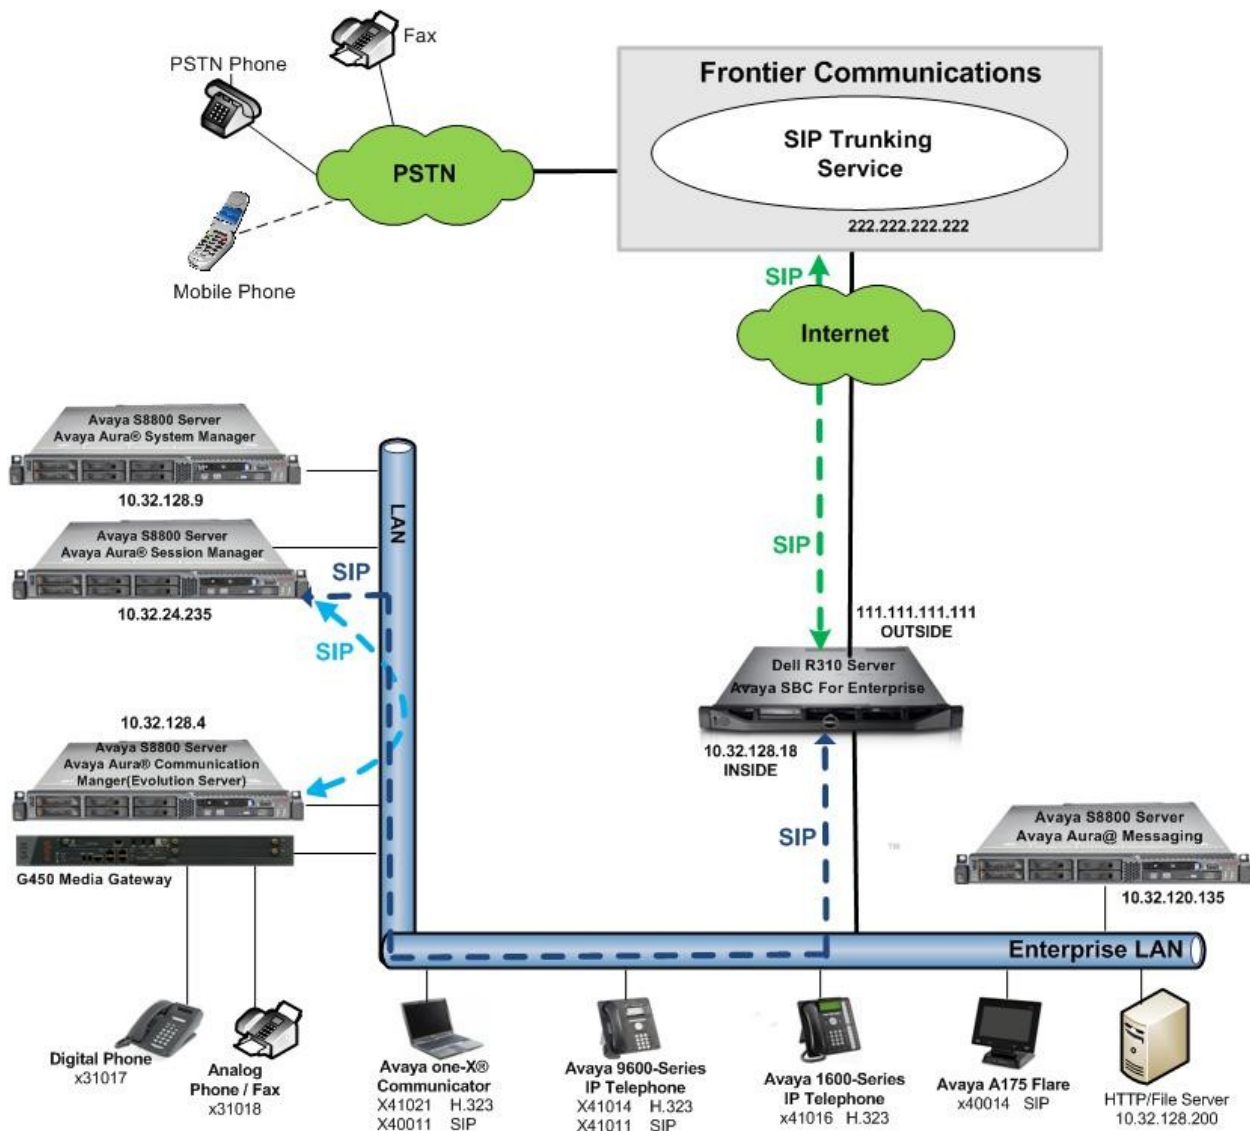 Fax
PSTN Phone
Frontier Communications
SIP Trunking
Service
PSTN
222.222.222.222
Mobile Phone
SIP
Internet
Avaya S8800 Server
Avaya Aura® System Manager
10.32.128.9
LAN
Avaya S8800 Server
Avaya Aura® Session Manager
SIP
SIP
10.32.24.235
111.111.111.111
OUTSIDE
SIP
Dell R310 Server
Avaya SBC For Enterprise
10.32.128.4
Avaya S8800 Server
Avaya Aura® Communication
Manger(Evolution Server)
10.32.128.18
INSIDE
SIP
TM
Avaya S8800 Server
Avaya Aura@ Messaging
G450 Media Gateway
10.32.120.135
Enterprise LAN
Digital Phone
x31017
Analog
Phone / Fax
x31018
Avaya one-X®
Communicator
X41021 H.323
X40011 SIP
Avaya 9600-Series
IP Telephone
X41014 H.323
X41011 SIP
Avaya 1600-Series
IP Telephone
x41016 H.323
Avaya A175 Flare
x40014 SIP
HTTP/File Server
10.32.128.200